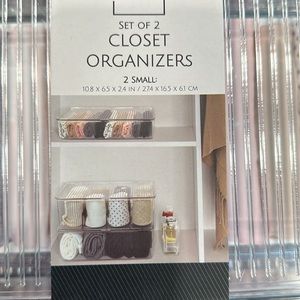 SET OF 2
CLOSET
ORGANIZERS
2 SMALL:
10.8 X 6.5 X 2.4 IN / 27.4 X 16.5 X 6.1 CM